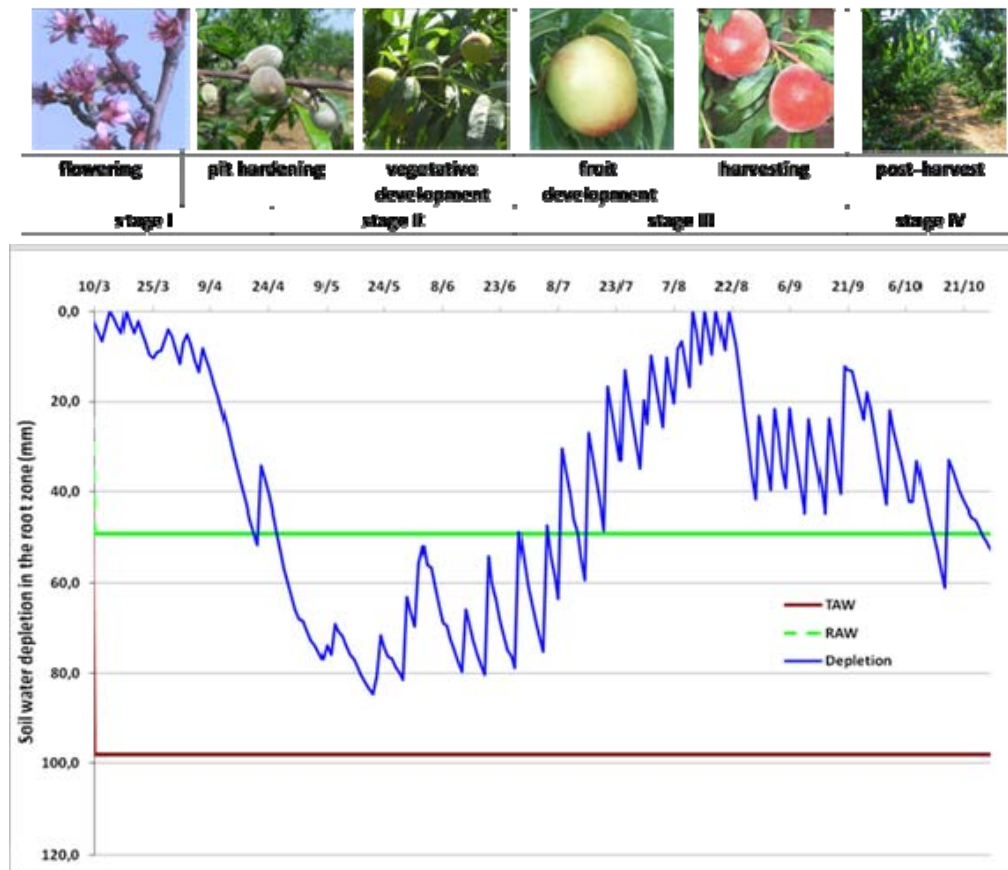 flowering pit hardening vegetative fruit harvesting post-harvest
development development
stage I stage II stage III stage IV
10/3 25/3 9/4 24/4 9/5 24/5 8/6 23/6 8/7 23/7 7/8 22/8 6/9 21/9 6/10 21/10
0,0
20,0
40,0
60,0
80,0
100,0
120,0
Soil water depletion in the root zone (mm)
TAW
RAW
Depletion